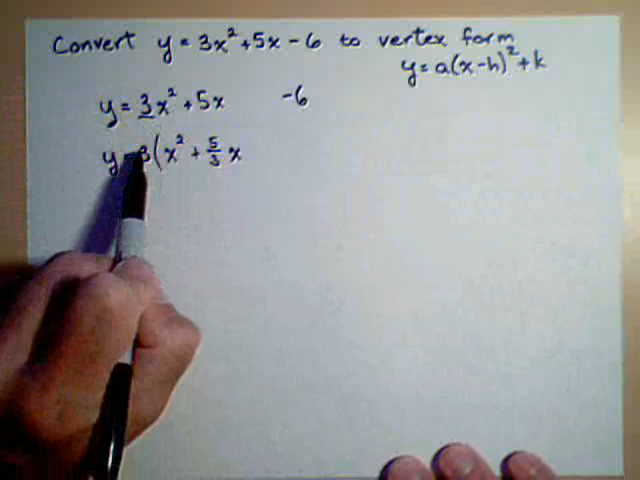 Convert y = 3x² + 5x - 6 to vertex form
y = a(x-h)² + k
y = 3x² + 5x -6
y = 3(x² + 5/3 x